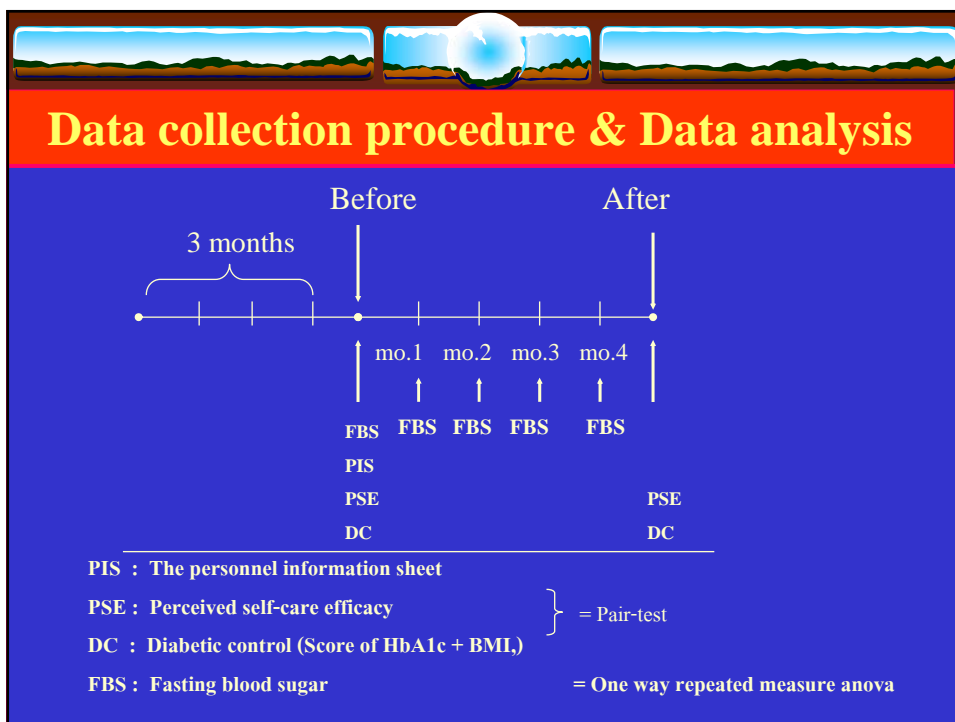 Data collection procedure & Data analysis
Before After
3 months
mo.1 mo.2 mo.3 mo.4
FBS FBS FBS FBS FBS
PIS
PSE PSE
DC DC
PIS : The personnel information sheet
PSE : Perceived self-care efficacy
= Pair-test
DC : Diabetic control (Score of HbA1c + BMI,)
FBS : Fasting blood sugar = One way repeated measure anova